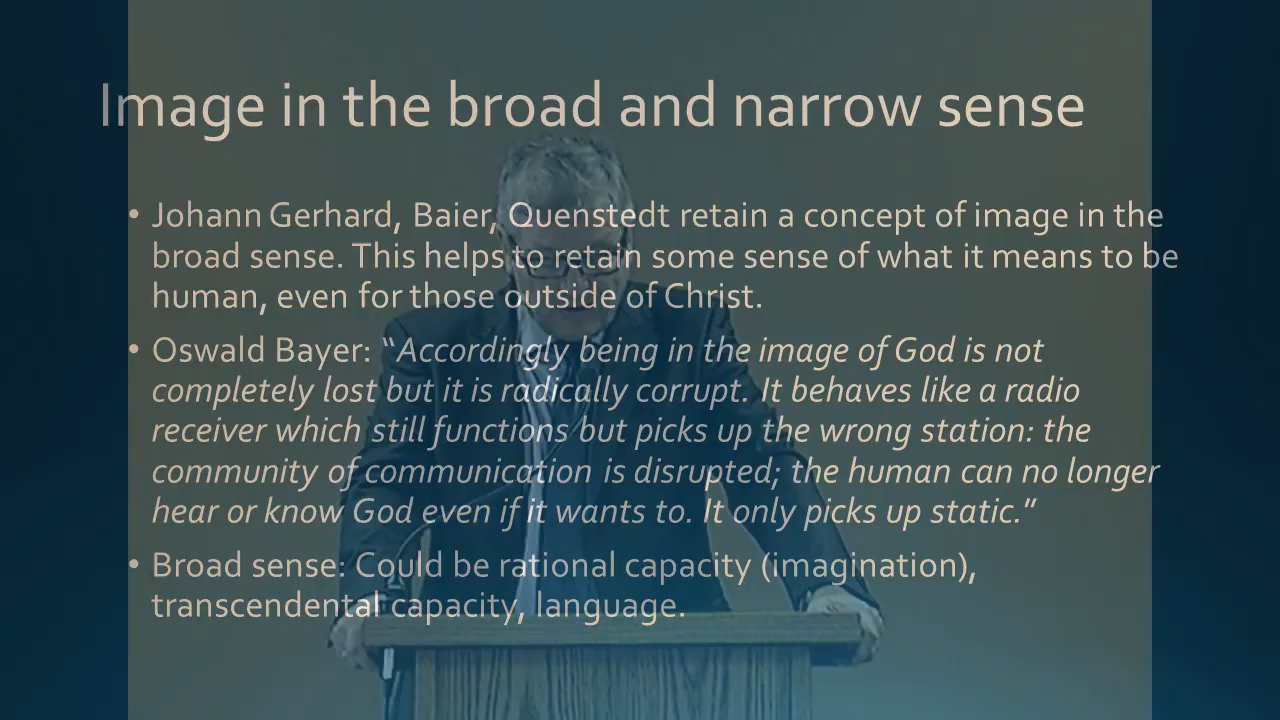 Image in the broad and narrow sense
• Johann Gerhard, Baier, Quenstedt retain a concept of image in the
broad sense. This helps to retain some sense of what it means to be
human, even for those outside of Christ.
• Oswald Bayer: “Accordingly being in the image of God is not
completely lost but it is radically corrupt. It behaves like a radio
receiver which still functions but picks up the wrong station: the
community of communication is disrupted; the human can no longer
hear or know God even if it wants to. It only picks up static.”
• Broad sense: Could be rational capacity (imagination),
transcendental capacity, language.